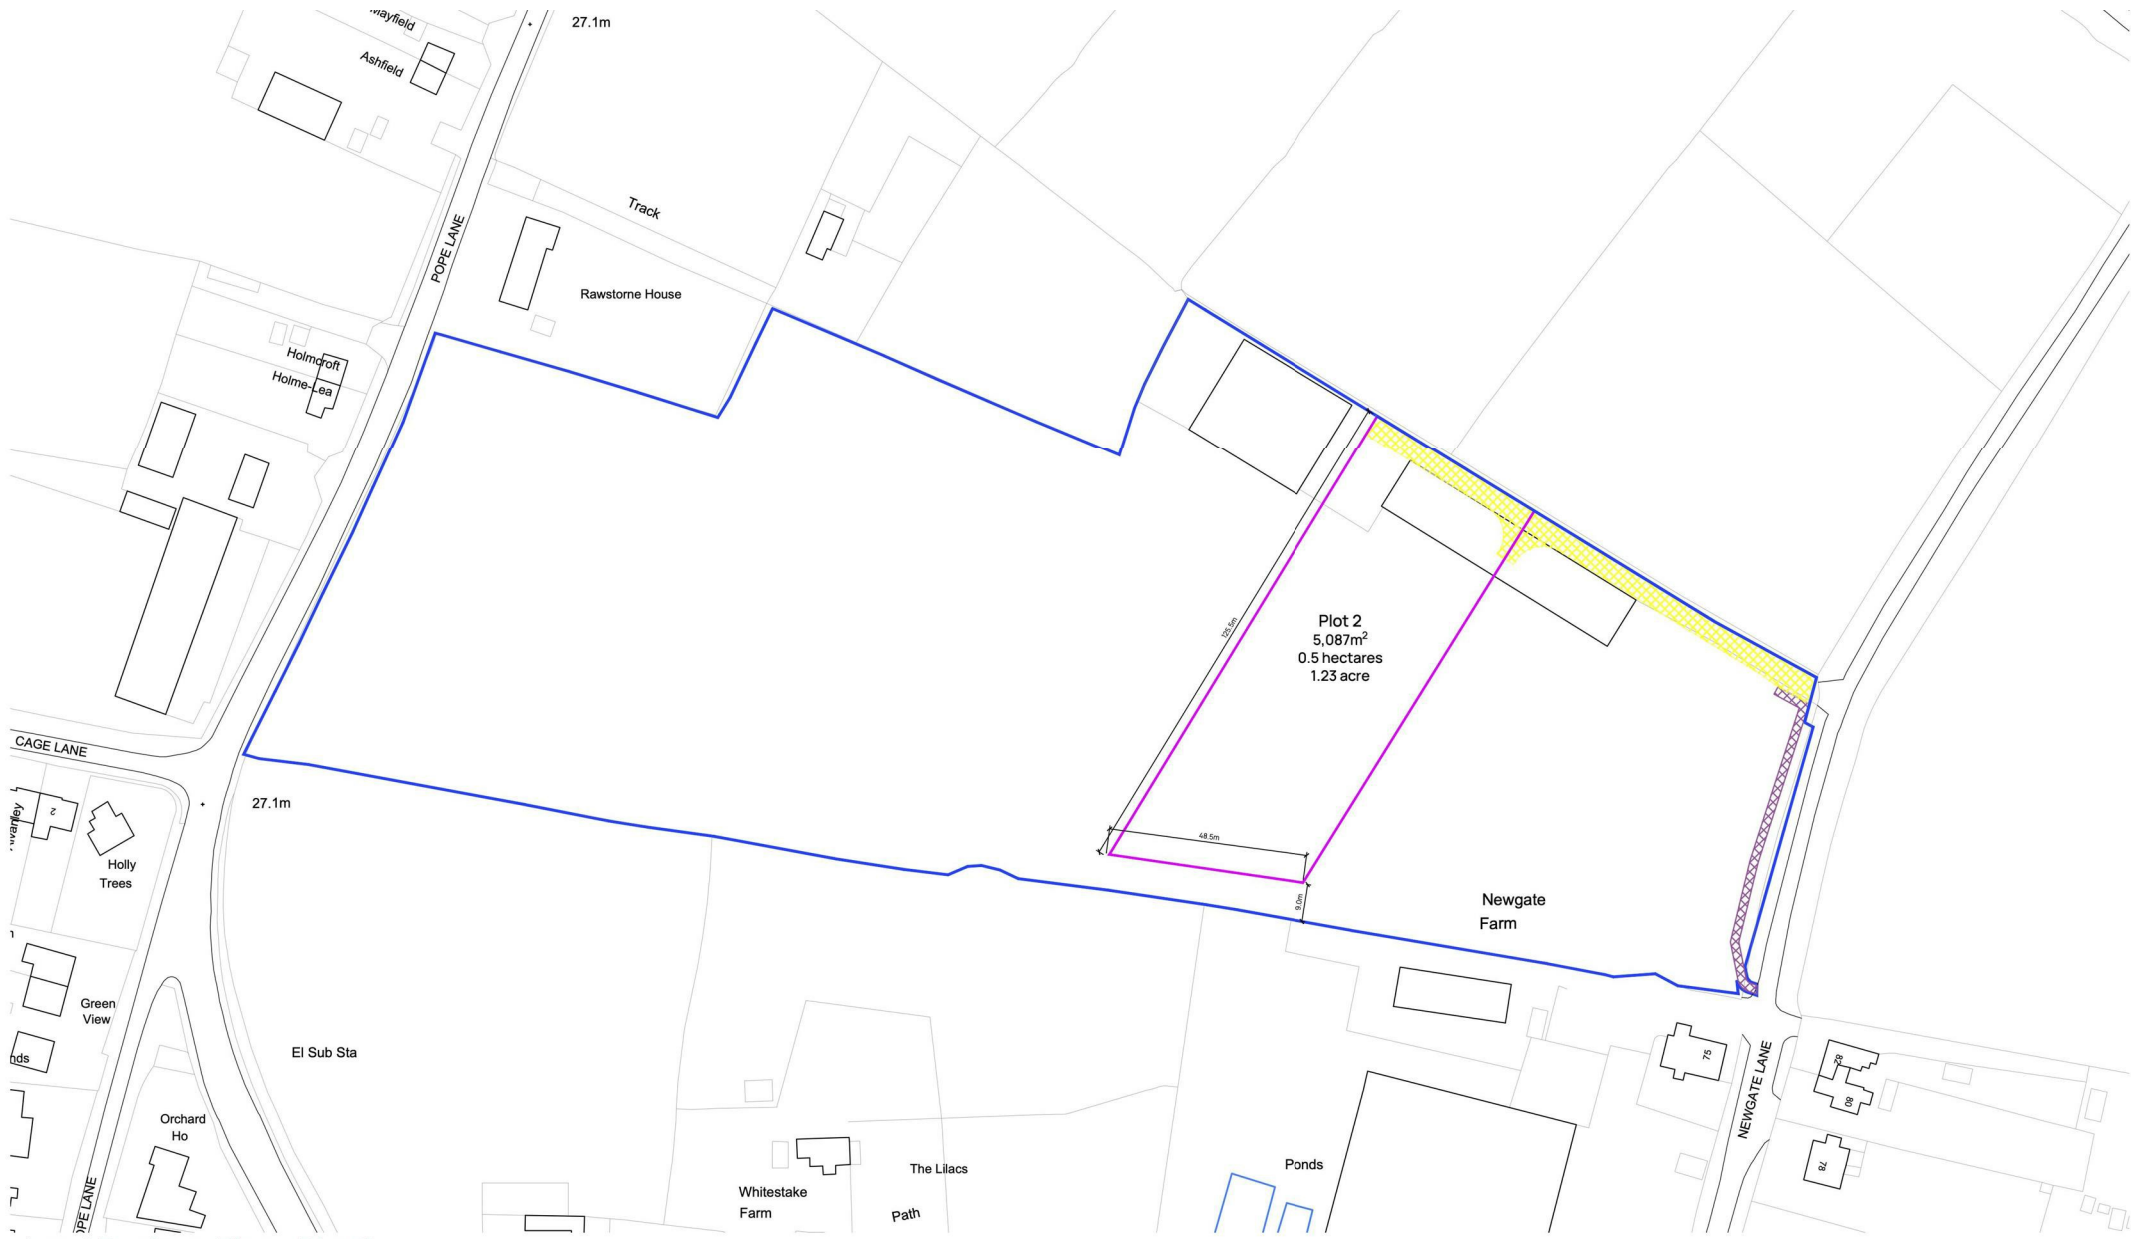 27.1m
Mayfield
Ashfield
Track
POPE LANE
Rawstorne House
Holmcroft
Holme-Lea
Plot 2
5,087m²
0.5 hectares
1.23 acre
125.5m
48.5m
9.0m
CAGE LANE
27.1m
2
Holly
Trees
Newgate
Farm
Green
View
El Sub Sta
Orchard
Ho
Whitestake
Farm
The Lilacs
Path
Ponds
75
NEWGATE LANE
82
80
78